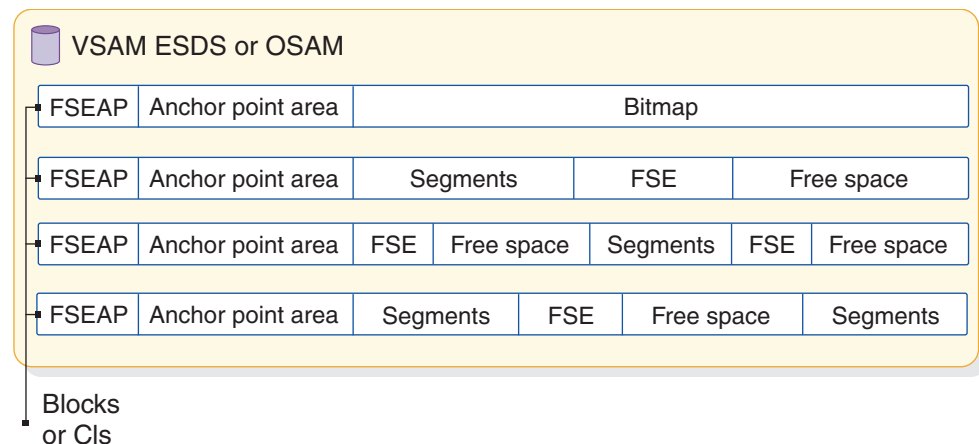 VSAM ESDS or OSAM
FSEAP Anchor point area Bitmap
FSEAP Anchor point area Segments FSE Free space
FSEAP Anchor point area FSE Free space Segments FSE Free space
FSEAP Anchor point area Segments FSE Free space Segments
Blocks
or CIs